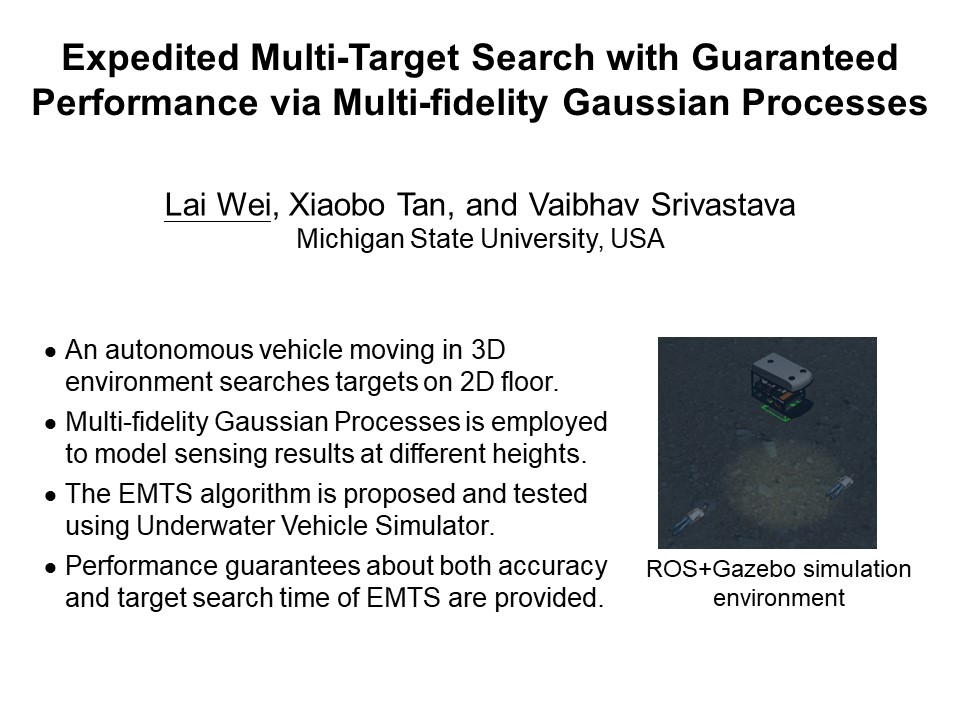 Expedited Multi-Target Search with Guaranteed
Performance via Multi-fidelity Gaussian Processes
Lai Wei, Xiaobo Tan, and Vaibhav Srivastava
Michigan State University, USA
● An autonomous vehicle moving in 3D
environment searches targets on 2D floor.
● Multi-fidelity Gaussian Processes is employed
to model sensing results at different heights.
● The EMTS algorithm is proposed and tested
using Underwater Vehicle Simulator.
● Performance guarantees about both accuracy
and target search time of EMTS are provided.
ROS+Gazebo simulation
environment